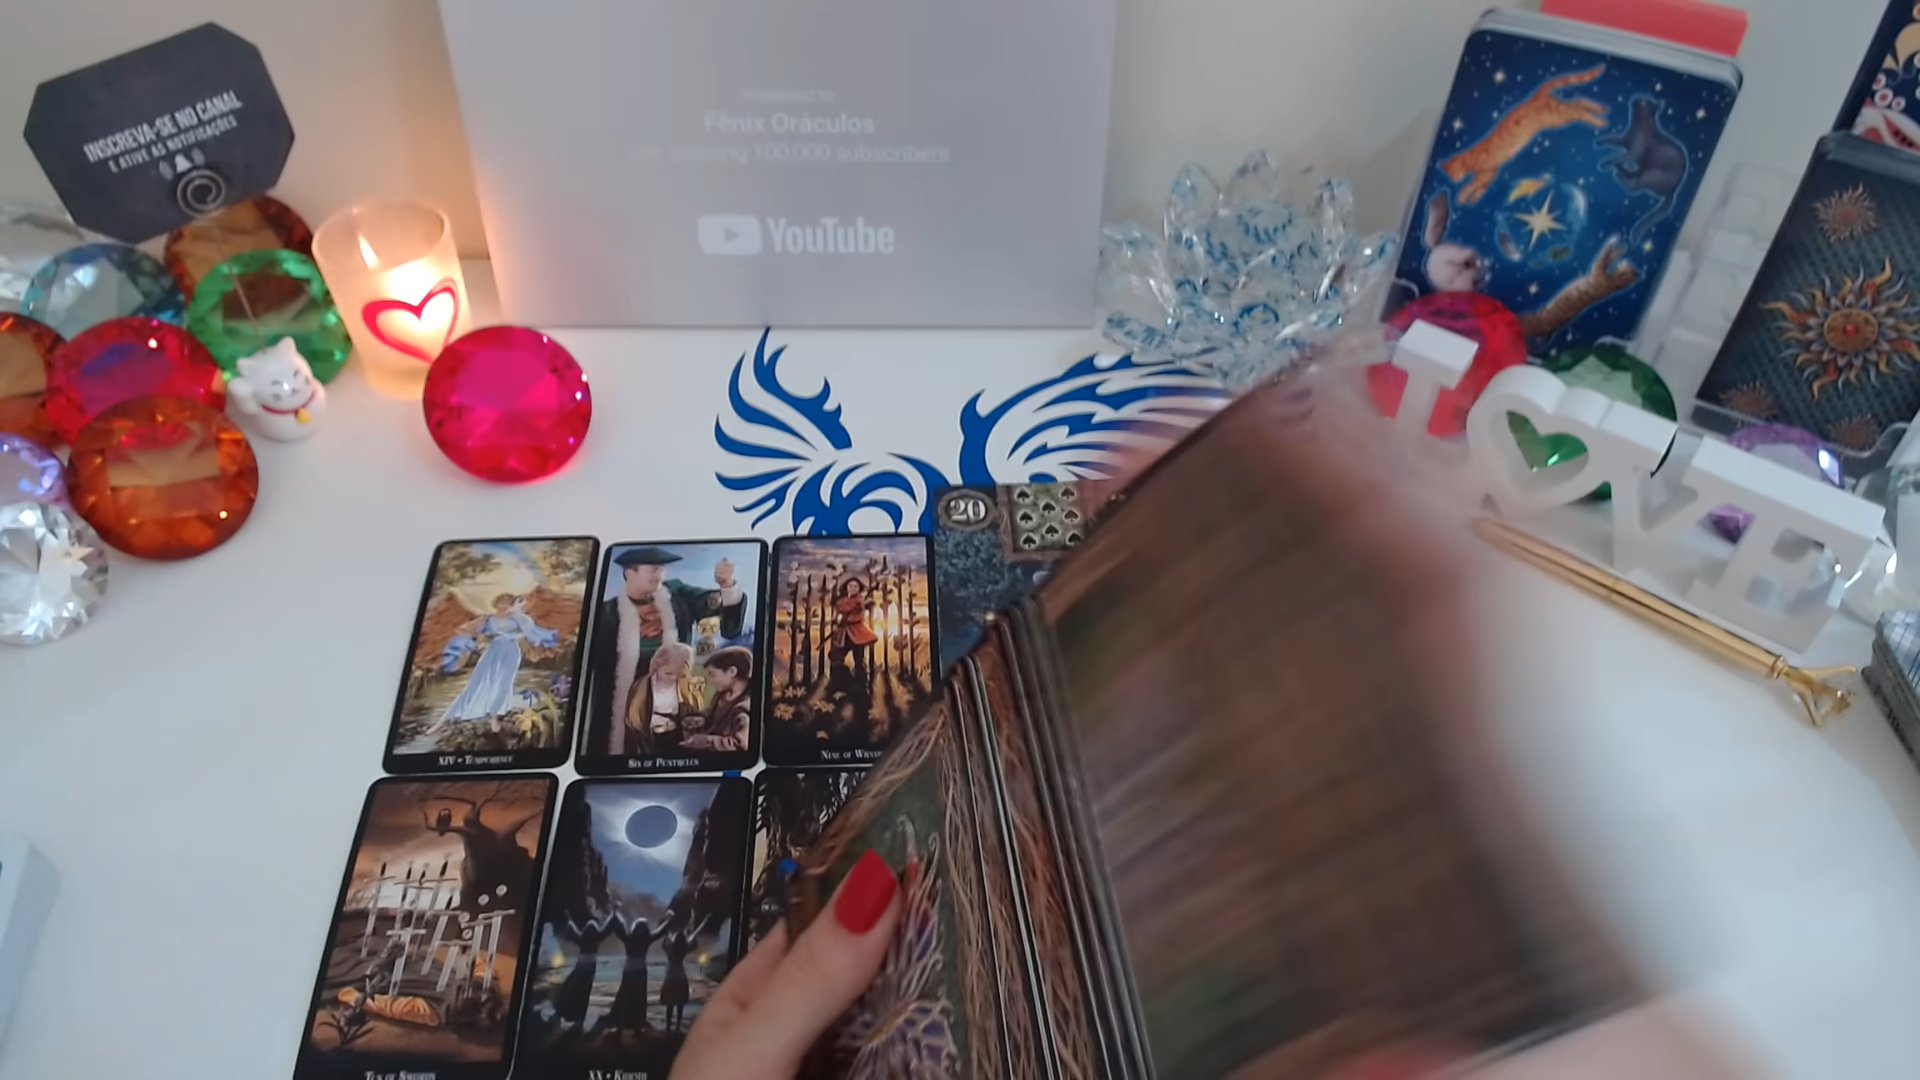 INSCREVA-SE NO CANAL
E ATIVE AS NOTIFICAÇÕES
Presented to
Fênix Oráculos
For passing 100.000 subscribers
YouTube
I LOVE
20
XIV • TEMPERANCE
SIX OF PENTACLES
NINE OF WANDS
TEN OF SWORDS
XX • KARMA